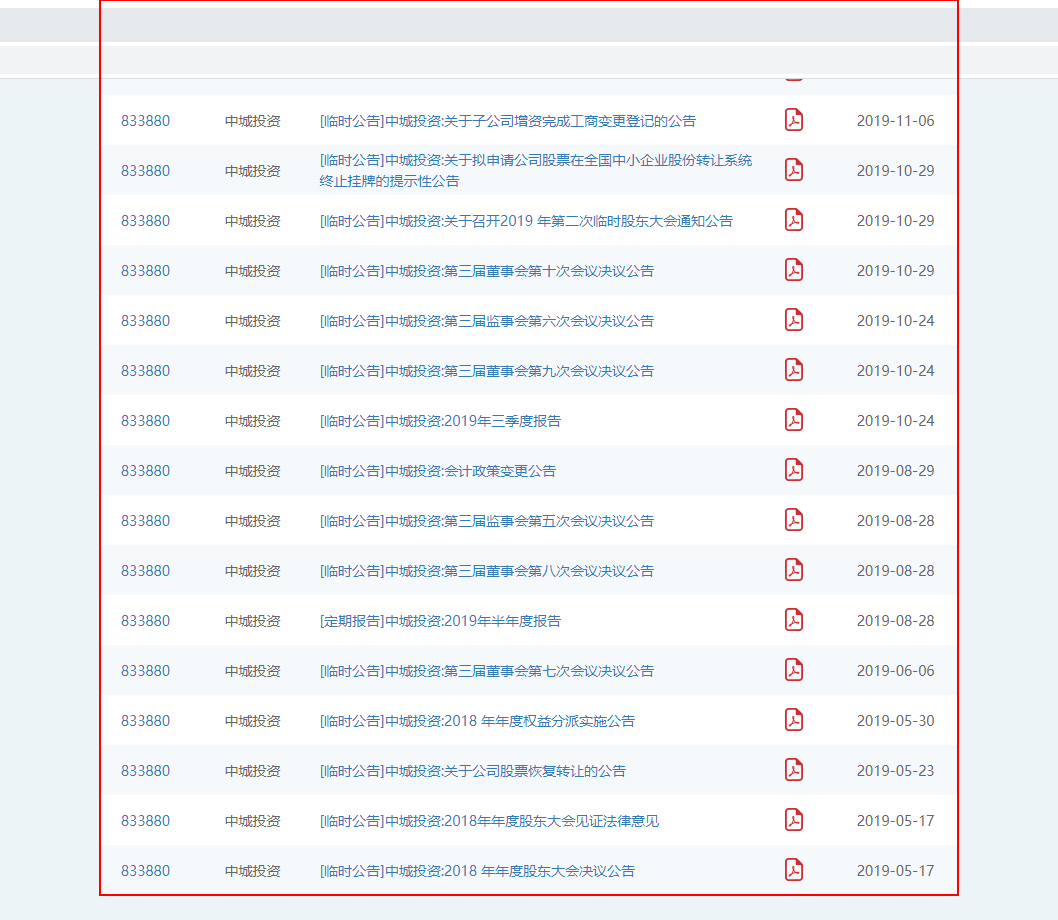 833880 中城投资 [临时公告]中城投资:关于子公司增资完成工商变更登记的公告 2019-11-06
833880 中城投资 [临时公告]中城投资:关于拟申请公司股票在全国中小企业股份转让系统
终止挂牌的提示性公告 2019-10-29
833880 中城投资 [临时公告]中城投资:关于召开2019 年第二次临时股东大会通知公告 2019-10-29
833880 中城投资 [临时公告]中城投资:第三届董事会第十次会议决议公告 2019-10-29
833880 中城投资 [临时公告]中城投资:第三届监事会第六次会议决议公告 2019-10-24
833880 中城投资 [临时公告]中城投资:第三届董事会第九次会议决议公告 2019-10-24
833880 中城投资 [临时公告]中城投资:2019年三季度报告 2019-10-24
833880 中城投资 [临时公告]中城投资:会计政策变更公告 2019-08-29
833880 中城投资 [临时公告]中城投资:第三届监事会第五次会议决议公告 2019-08-28
833880 中城投资 [临时公告]中城投资:第三届董事会第八次会议决议公告 2019-08-28
833880 中城投资 [定期报告]中城投资:2019年半年度报告 2019-08-28
833880 中城投资 [临时公告]中城投资:第三届董事会第七次会议决议公告 2019-06-06
833880 中城投资 [临时公告]中城投资:2018 年年度权益分派实施公告 2019-05-30
833880 中城投资 [临时公告]中城投资:关于公司股票恢复转让的公告 2019-05-23
833880 中城投资 [临时公告]中城投资:2018年年度股东大会见证法律意见 2019-05-17
833880 中城投资 [临时公告]中城投资:2018 年年度股东大会决议公告 2019-05-17